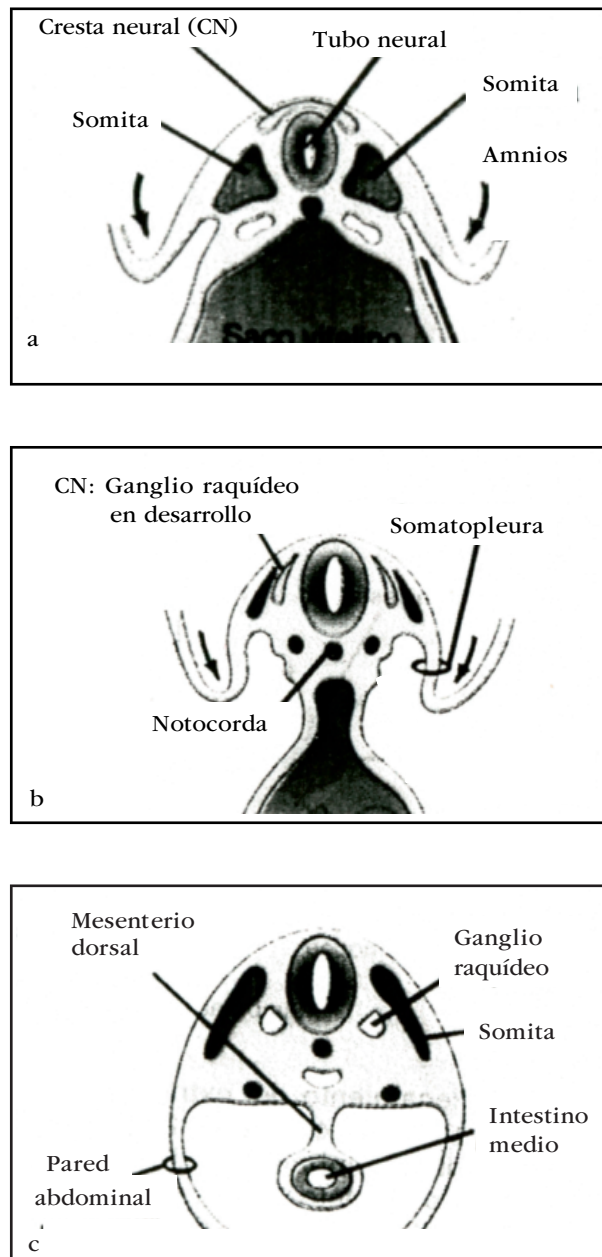 Cresta neural (CN)
Tubo neural
Somita
Somita
Amnios
a
CN: Ganglio raquídeo
en desarrollo
Somatopleura
Notocorda
b
Mesenterio
dorsal
Ganglio
raquídeo
Somita
Intestino
medio
Pared
abdominal
c